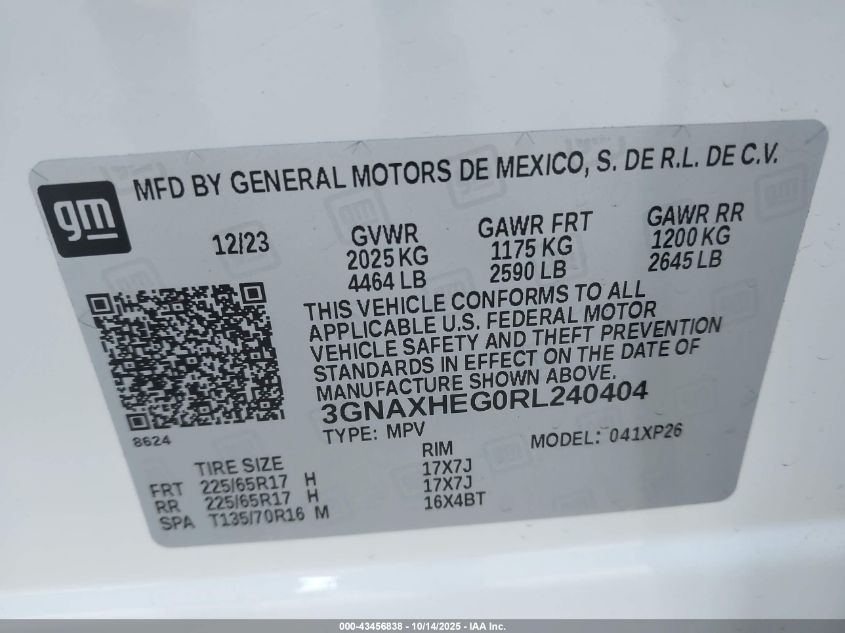 gm
MFD BY GENERAL MOTORS DE MEXICO, S. DE R.L. DE C.V.
12/23
GVWR GAWR FRT GAWR RR
2025 KG 1175 KG 1200 KG
4464 LB 2590 LB 2645 LB
THIS VEHICLE CONFORMS TO ALL
APPLICABLE U.S. FEDERAL MOTOR
VEHICLE SAFETY AND THEFT PREVENTION
STANDARDS IN EFFECT ON THE DATE OF
MANUFACTURE SHOWN ABOVE.
3GNAXHEG0RL240404
8624
TYPE: MPV MODEL: 041XP26
TIRE SIZE RIM
FRT 225/65R17 H 17X7J
RR 225/65R17 H 17X7J
SPA T135/70R16 M 16X4BT
000-43456838 - 10/14/2025 - IAA Inc.